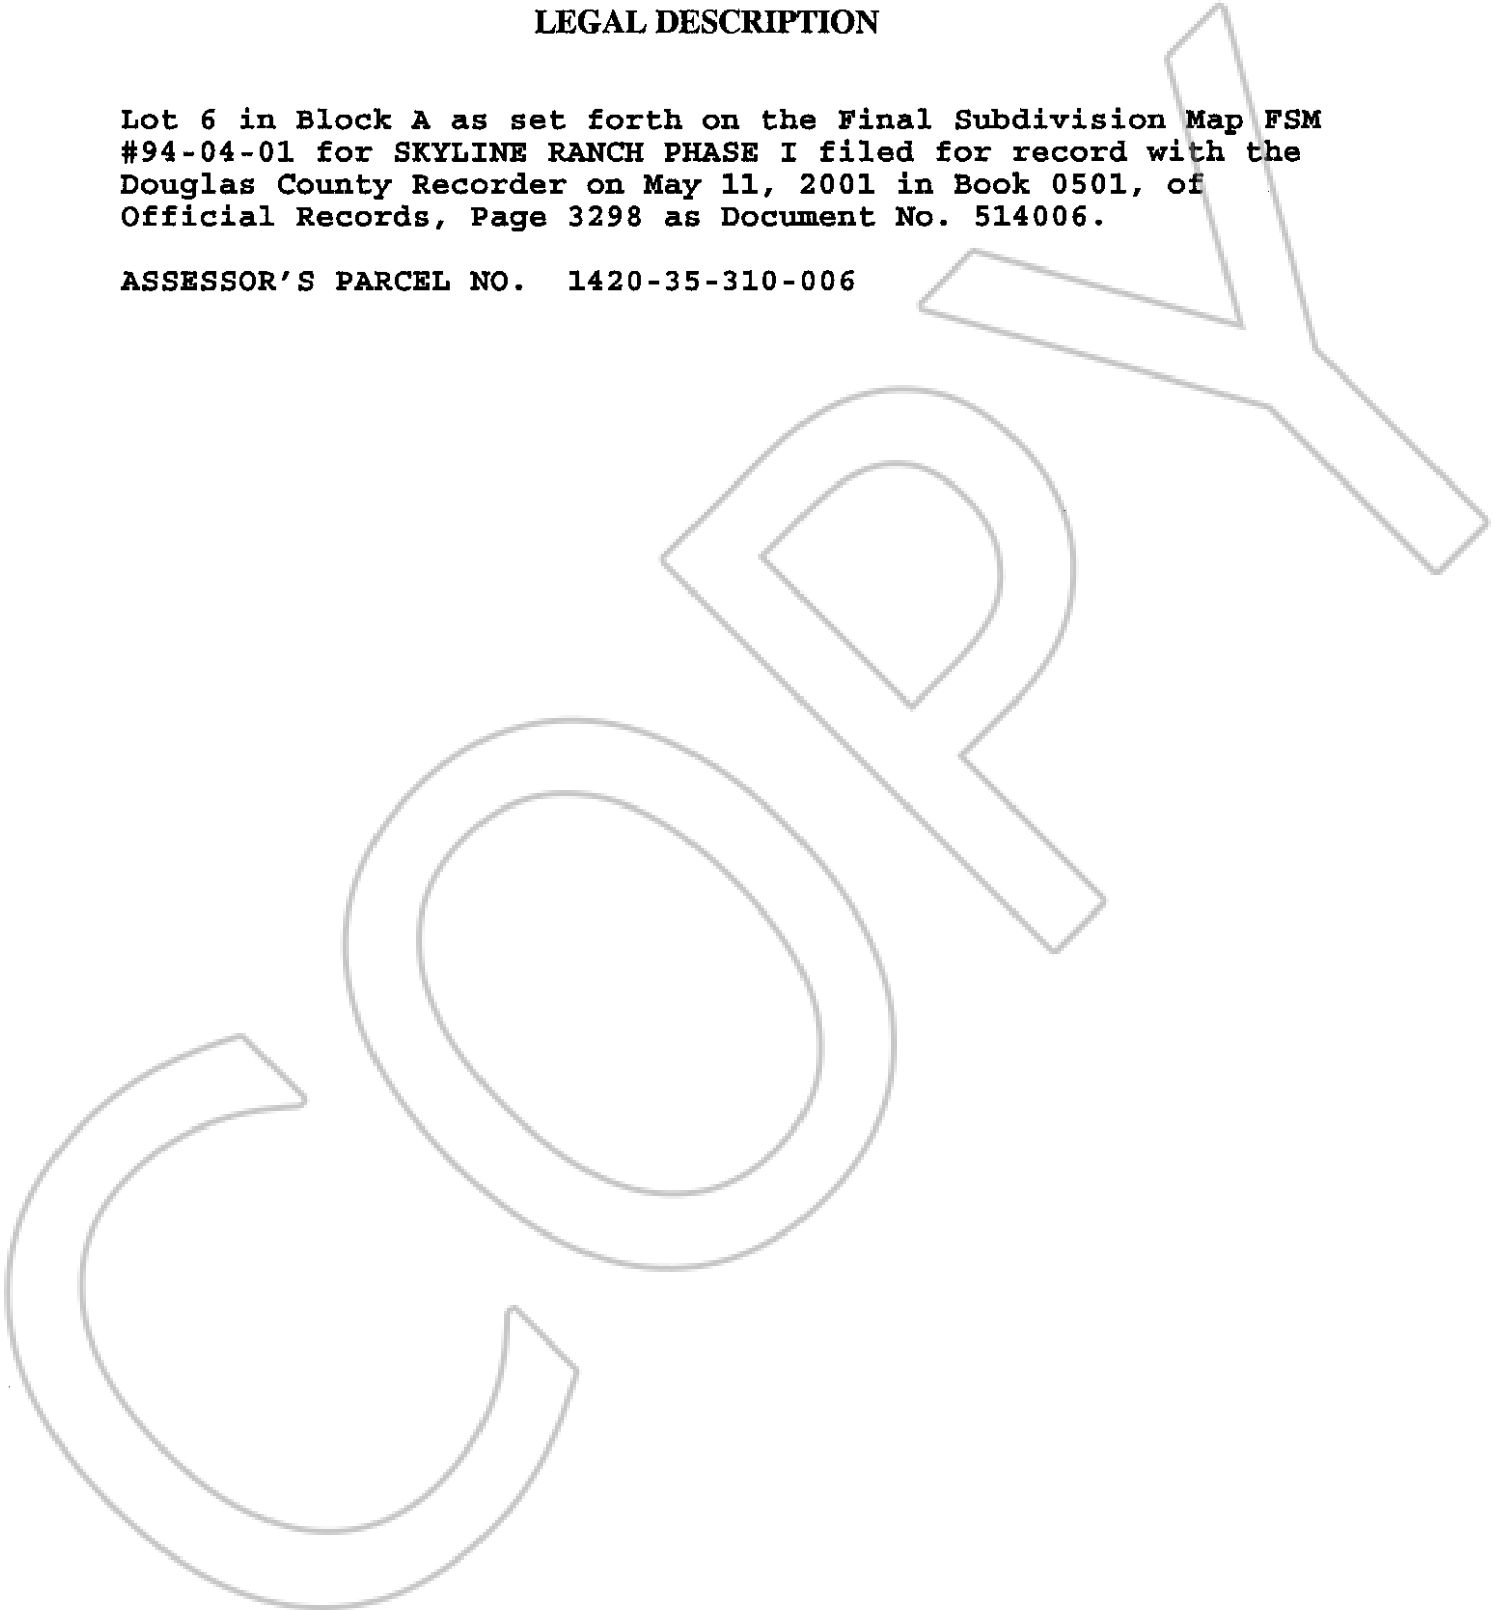 LEGAL DESCRIPTION
Lot 6 in Block A as set forth on the Final Subdivision Map FSM
#94-04-01 for SKYLINE RANCH PHASE I filed for record with the
Douglas County Recorder on May 11, 2001 in Book 0501, of
Official Records, Page 3298 as Document No. 514006.
ASSESSOR'S PARCEL NO. 1420-35-310-006
COPY